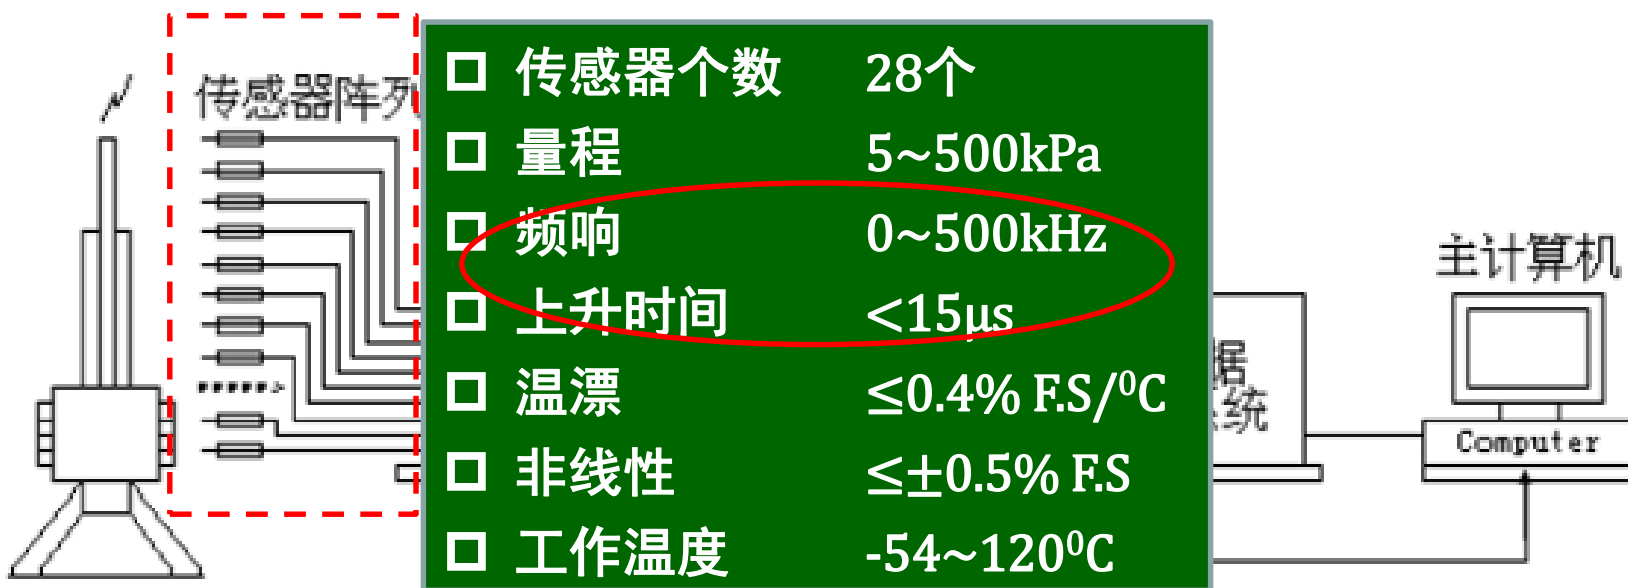 传感器阵列
传感器个数 28个
量程 5~500kPa
频响 0~500kHz
上升时间 <15μs
温漂 ≤0.4% F.S/⁰C
非线性 ≤±0.5% F.S
工作温度 -54~120⁰C
据
统
主计算机
Computer